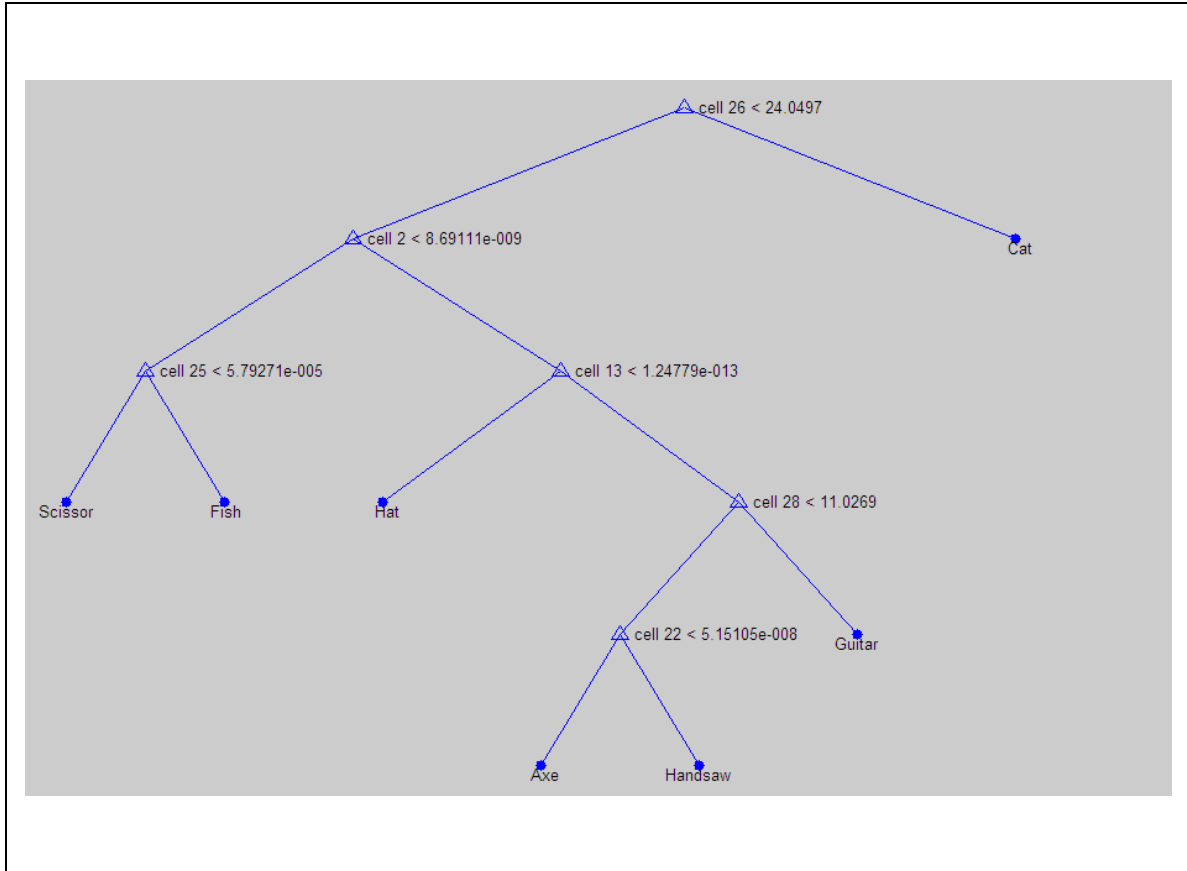 cell 26 < 24.0497
cell 2 < 8.69111e-009
Cat
cell 25 < 5.79271e-005
cell 13 < 1.24779e-013
Scissor
Fish
Hat
cell 28 < 11.0269
cell 22 < 5.15105e-008
Guitar
Axe
Handsaw